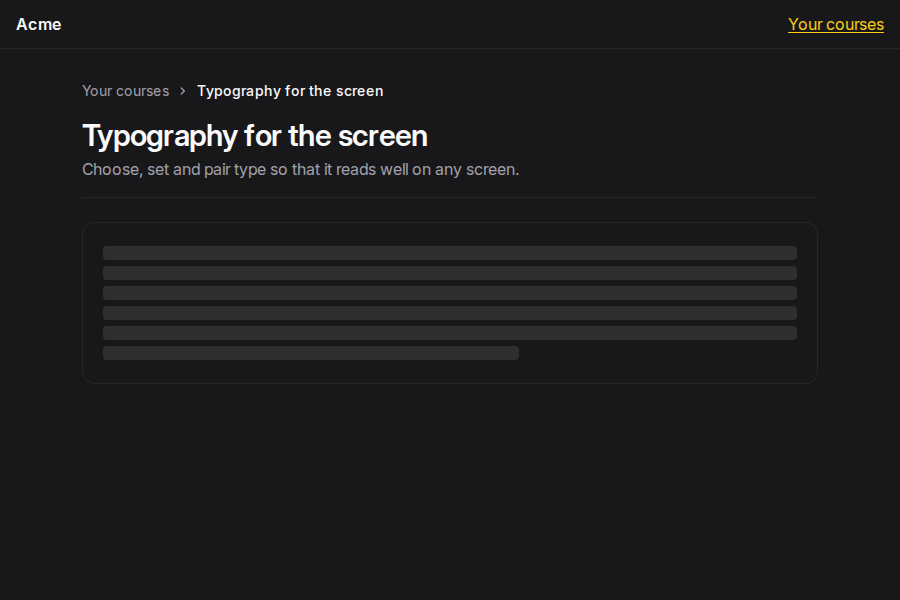 Acme
Your courses
Your courses > Typography for the screen
Typography for the screen
Choose, set and pair type so that it reads well on any screen.